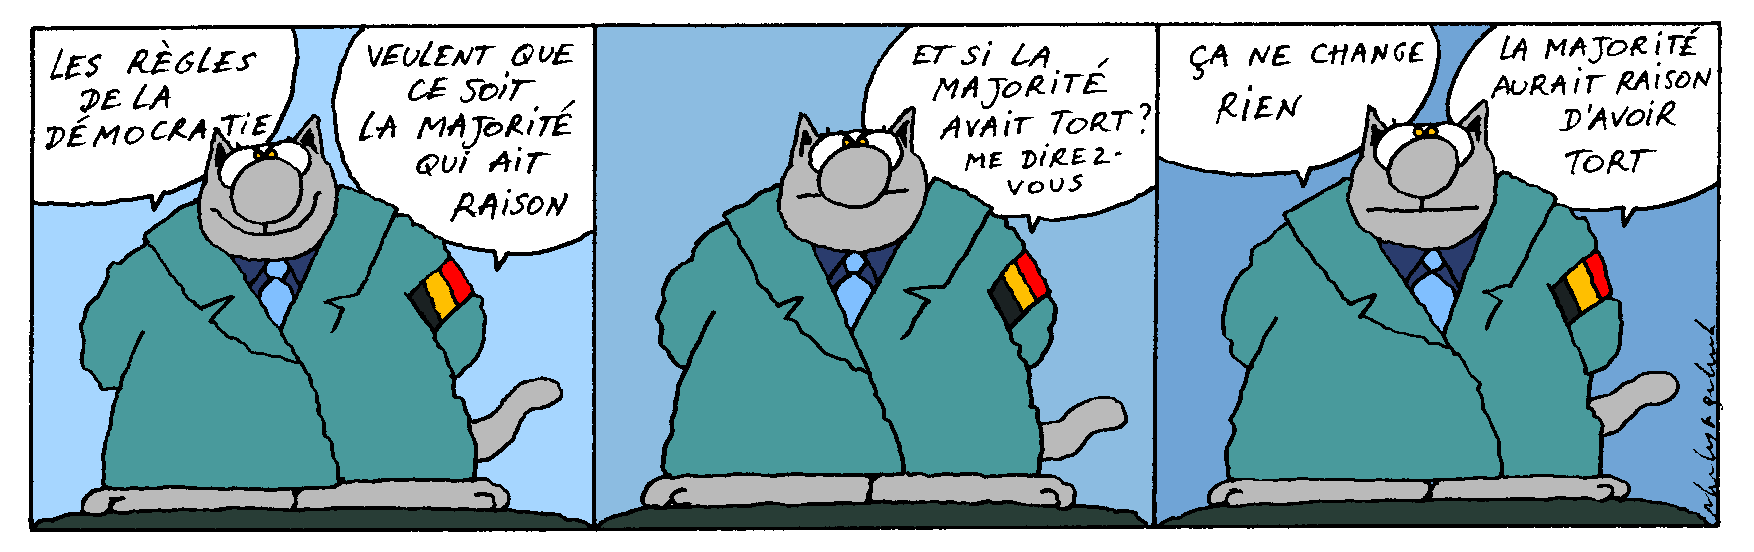 LES RÈGLES
DE LA
DÉMOCRATIE
VEULENT QUE
CE SOIT
LA MAJORITÉ
QUI AIT
RAISON
ET SI LA
MAJORITÉ
AVAIT TORT?
ME DIREZ-
VOUS
ÇA NE CHANGE
RIEN
LA MAJORITÉ
AURAIT RAISON
D'AVOIR
TORT